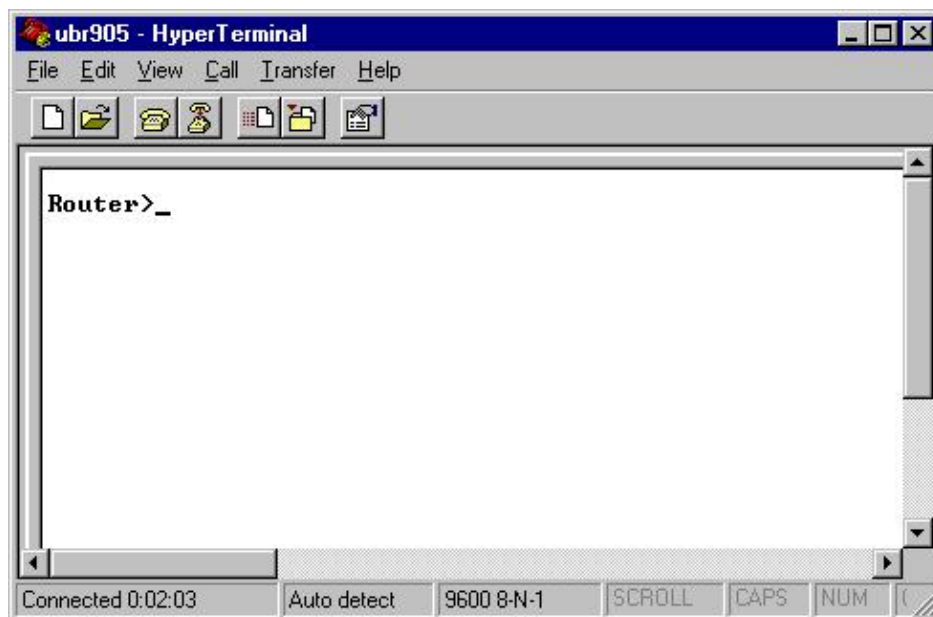 ubr905 - HyperTerminal
File Edit View Call Transfer Help
Router>_
Connected 0:02:03 Auto detect 9600 8-N-1 SCROLL CAPS NUM